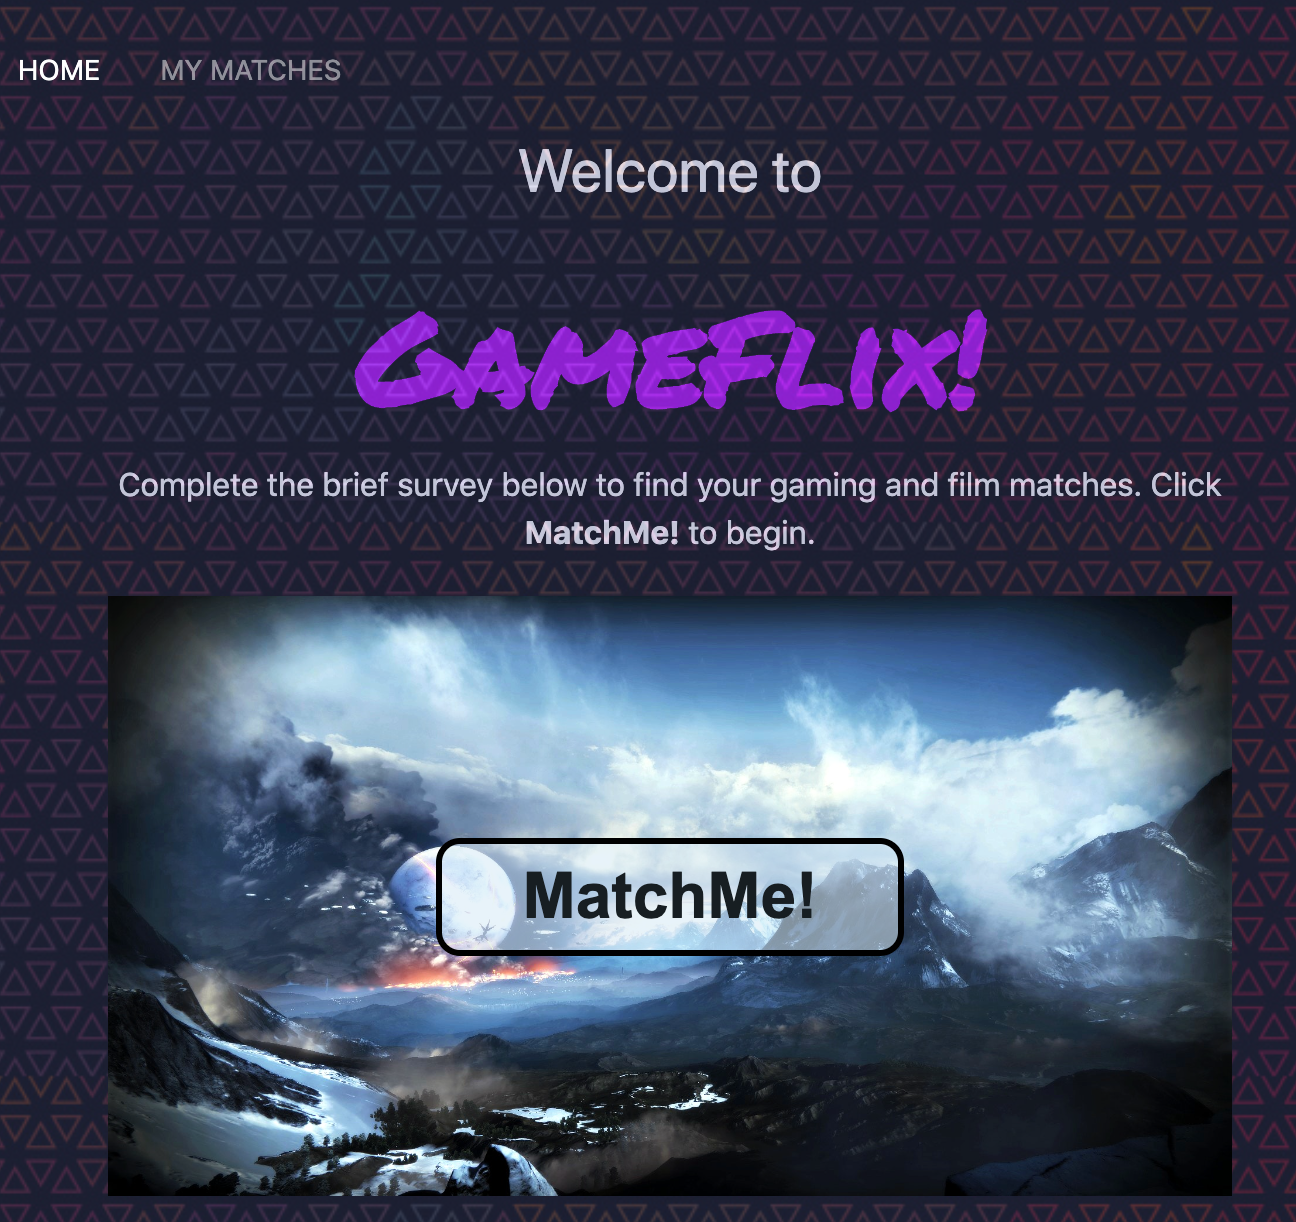 HOME MY MATCHES
Welcome to
GAMEFLIX!
Complete the brief survey below to find your gaming and film matches. Click
MatchMe! to begin.
MatchMe!